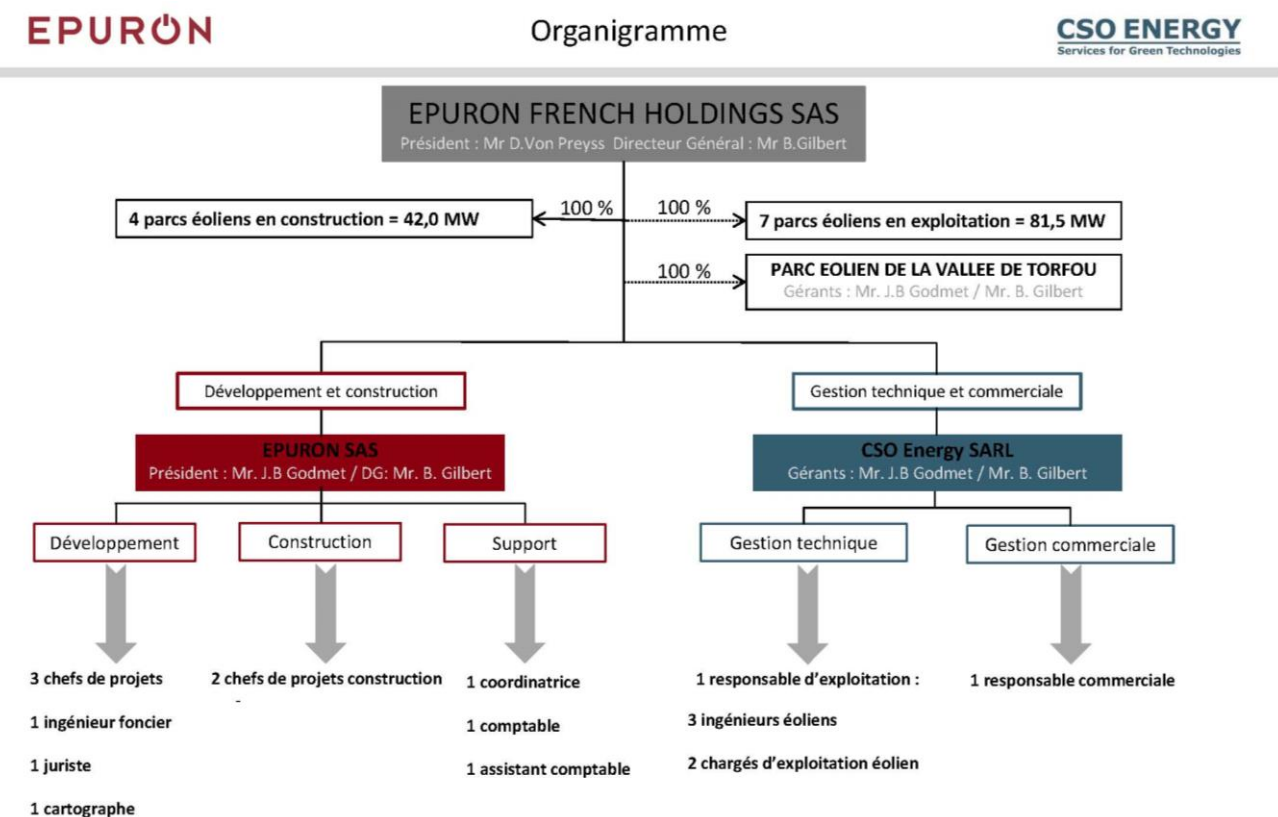 EPURON
Organigramme
CSO ENERGY
Services for Green Technologies
EPURON FRENCH HOLDINGS SAS
Président : Mr D.Von Preyss Directeur Général : Mr B.Gilbert
4 parcs éoliens en construction = 42,0 MW
100 %
100 %
7 parcs éoliens en exploitation = 81,5 MW
100 %
PARC EOLIEN DE LA VALLEE DE TORFOU
Gérants : Mr. J.B Godmet / Mr. B. Gilbert
Développement et construction
Gestion technique et commerciale
EPURON SAS
Président : Mr. J.B Godmet / DG: Mr. B. Gilbert
CSO Energy SARL
Gérants : Mr. J.B Godmet / Mr. B. Gilbert
Développement
Construction
Support
Gestion technique
Gestion commerciale
3 chefs de projets
1 ingénieur foncier
1 juriste
1 cartographe
2 chefs de projets construction
-
1 coordinatrice
1 comptable
1 assistant comptable
1 responsable d'exploitation :
3 ingénieurs éoliens
2 chargés d'exploitation éolien
1 responsable commerciale